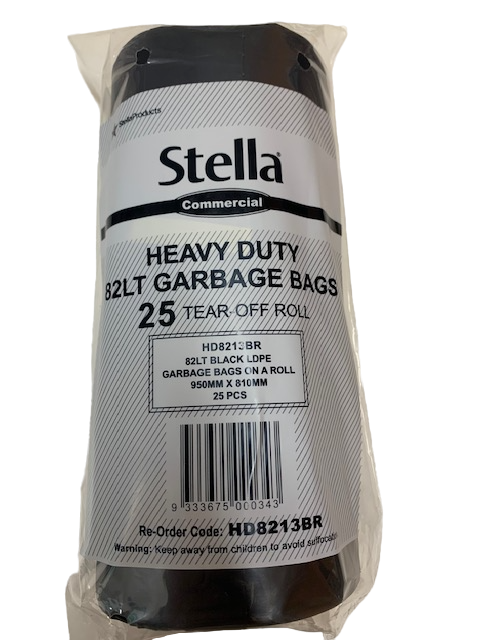 StellaProducts
Stella®
Commercial
HEAVY DUTY
82LT GARBAGE BAGS
25 TEAR-OFF ROLL
HD8213BR
82LT BLACK LDPE
GARBAGE BAGS ON A ROLL
950MM X 810MM
25 PCS
9 333675 000343
Re-Order Code: HD8213BR
Warning: Keep away from children to avoid suffocation